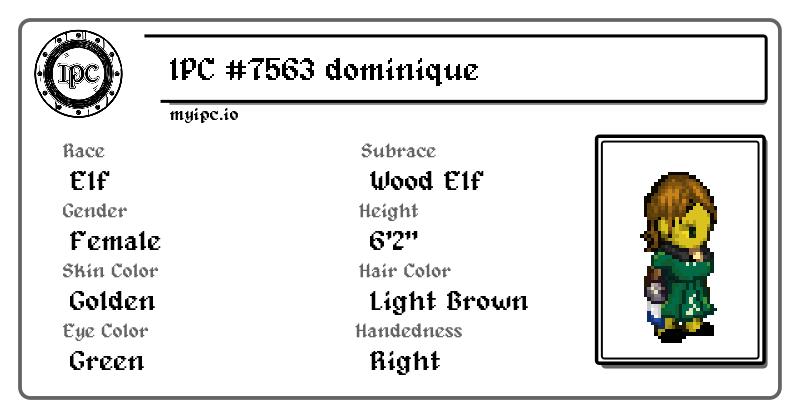 IPC
IPC #7563 dominique
myipc.io
Race
Elf
Subrace
Wood Elf
Gender
Female
Height
6'2"
Skin Color
Golden
Hair Color
Light Brown
Eye Color
Green
Handedness
Right